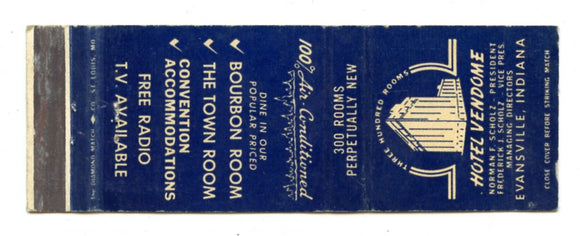 THREE HUNDRED ROOMS
HOTEL VENDOME
NORMAN F. SCHOLZ - PRESIDENT
FREDERICK J. SCHOLZ - VICE PRES.
MANAGING DIRECTORS
EVANSVILLE, INDIANA
CLOSE COVER BEFORE STRIKING MATCH
300 ROOMS
PERPETUALLY NEW
100% Air Conditioned
DINE IN OUR
POPULAR PRICED
✓ BOURBON ROOM
✓ THE TOWN ROOM
✓ CONVENTION
ACCOMMODATIONS
FREE RADIO
T.V. AVAILABLE
THE DIAMOND MATCH CO. ST. LOUIS, MO.